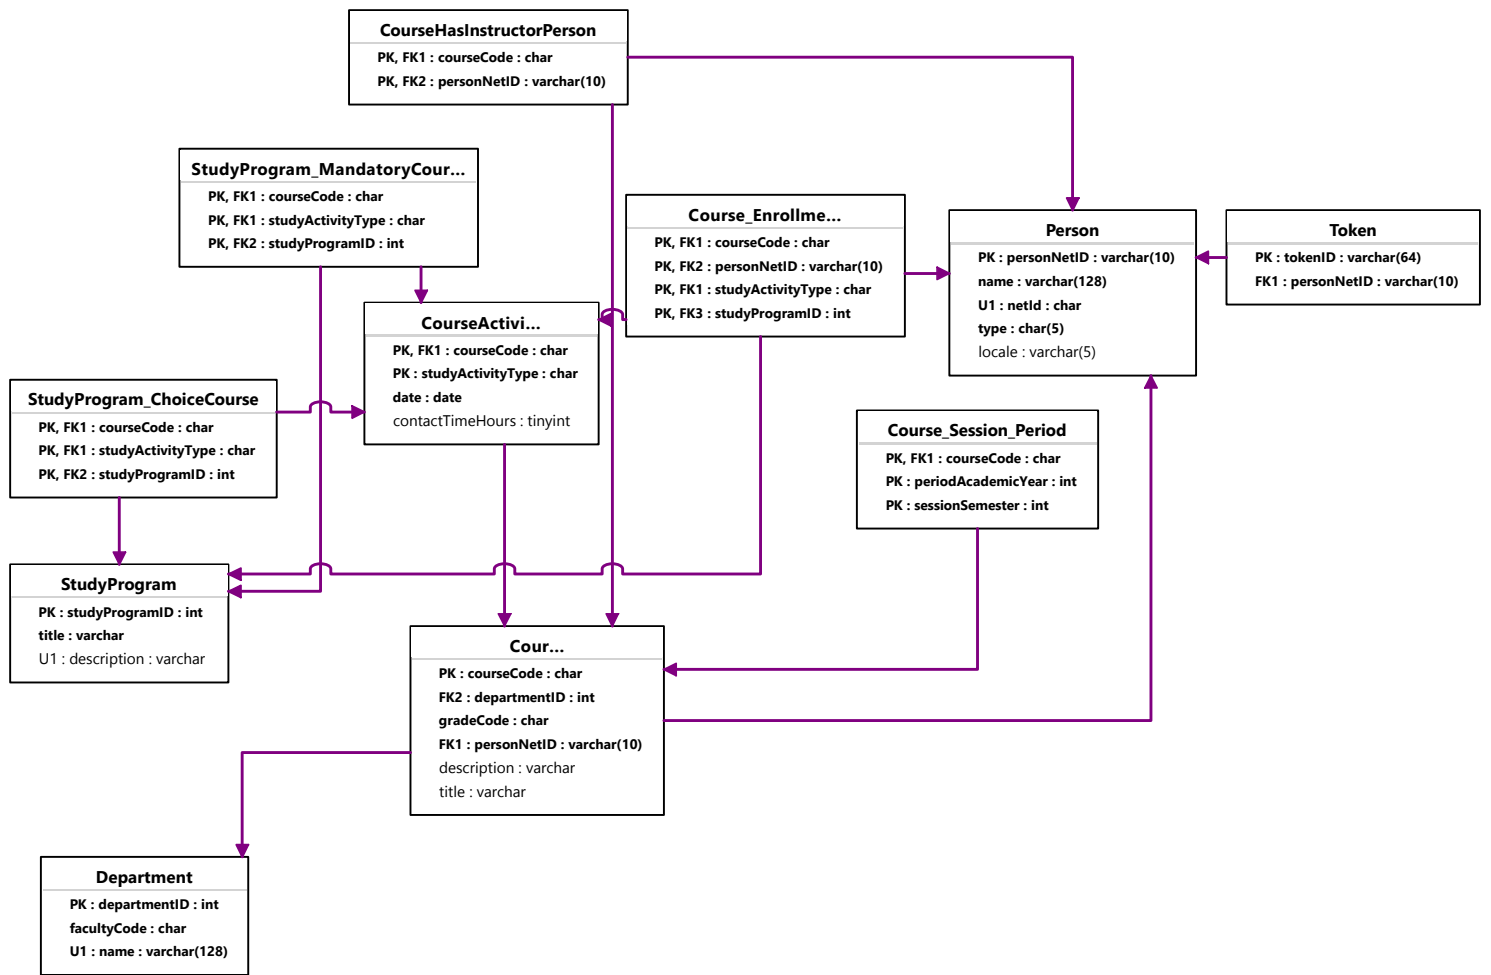 CourseHasInstructorPerson
PK, FK1 : courseCode : char
PK, FK2 : personNetID : varchar(10)
StudyProgram_MandatoryCour...
PK, FK1 : courseCode : char
PK, FK1 : studyActivityType : char
PK, FK2 : studyProgramID : int
Course_Enrollme...
PK, FK1 : courseCode : char
PK, FK2 : personNetID : varchar(10)
PK, FK1 : studyActivityType : char
PK, FK3 : studyProgramID : int
Person
PK : personNetID : varchar(10)
name : varchar(128)
U1 : netId : char
type : char(5)
locale : varchar(5)
Token
PK : tokenID : varchar(64)
FK1 : personNetID : varchar(10)
CourseActivi...
PK, FK1 : courseCode : char
PK : studyActivityType : char
date : date
contactTimeHours : tinyint
StudyProgram_ChoiceCourse
PK, FK1 : courseCode : char
PK, FK1 : studyActivityType : char
PK, FK2 : studyProgramID : int
Course_Session_Period
PK, FK1 : courseCode : char
PK : periodAcademicYear : int
PK : sessionSemester : int
StudyProgram
PK : studyProgramID : int
title : varchar
U1 : description : varchar
Cour...
PK : courseCode : char
FK2 : departmentID : int
gradeCode : char
FK1 : personNetID : varchar(10)
description : varchar
title : varchar
Department
PK : departmentID : int
facultyCode : char
U1 : name : varchar(128)